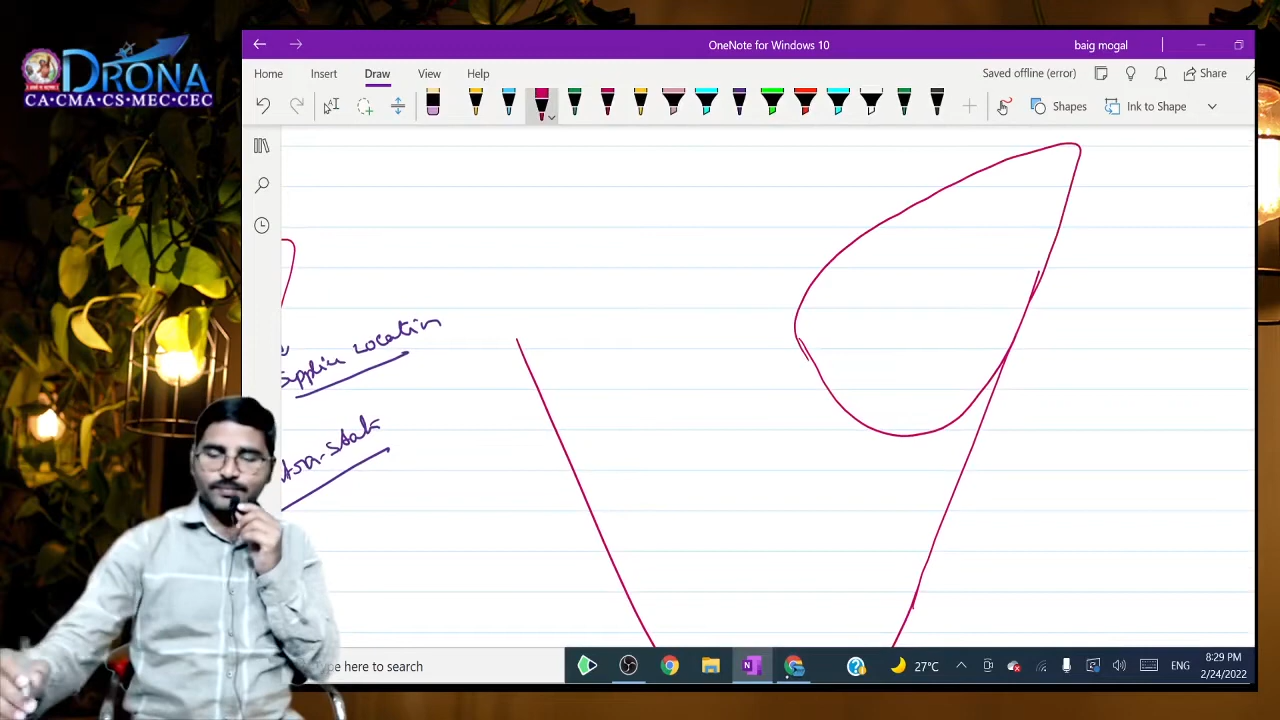 DRONA
CA•CMA•CS•MEC•CEC
OneNote for Windows 10
baig mogal
Home
Insert
Draw
View
Help
Saved offline (error)
Share
Shapes
Ink to Shape
Location
pe here to search
27°C
ENG
8:29 PM
2/24/2022